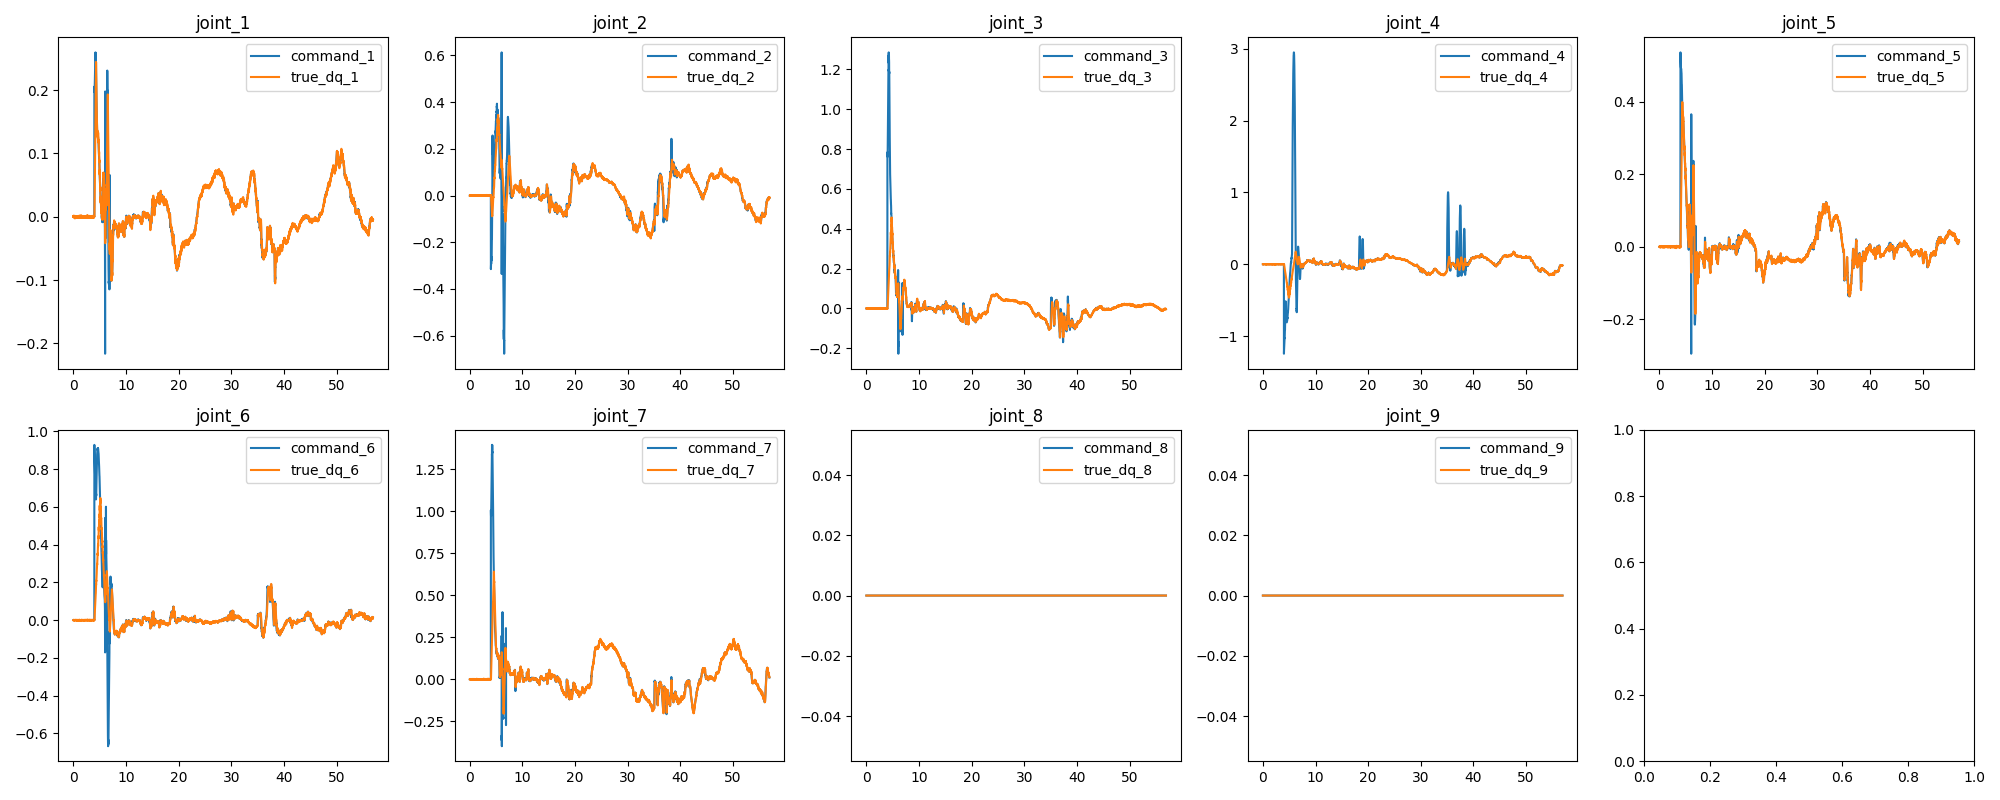 joint_1
command_1
true_dq_1
0.2
0.1
0.0
−0.1
−0.2
0 10 20 30 40 50
joint_2
command_2
true_dq_2
0.6
0.4
0.2
0.0
−0.2
−0.4
−0.6
0 10 20 30 40 50
joint_3
command_3
true_dq_3
1.2
1.0
0.8
0.6
0.4
0.2
0.0
−0.2
0 10 20 30 40 50
joint_4
command_4
true_dq_4
3
2
1
0
−1
0 10 20 30 40 50
joint_5
command_5
true_dq_5
0.4
0.2
0.0
−0.2
0 10 20 30 40 50
joint_6
command_6
true_dq_6
1.0
0.8
0.6
0.4
0.2
0.0
−0.2
−0.4
−0.6
0 10 20 30 40 50
joint_7
command_7
true_dq_7
1.25
1.00
0.75
0.50
0.25
0.00
−0.25
0 10 20 30 40 50
joint_8
command_8
true_dq_8
0.04
0.02
0.00
−0.02
−0.04
0 10 20 30 40 50
joint_9
command_9
true_dq_9
0.04
0.02
0.00
−0.02
−0.04
0 10 20 30 40 50
1.0
0.8
0.6
0.4
0.2
0.0
0.0 0.2 0.4 0.6 0.8 1.0